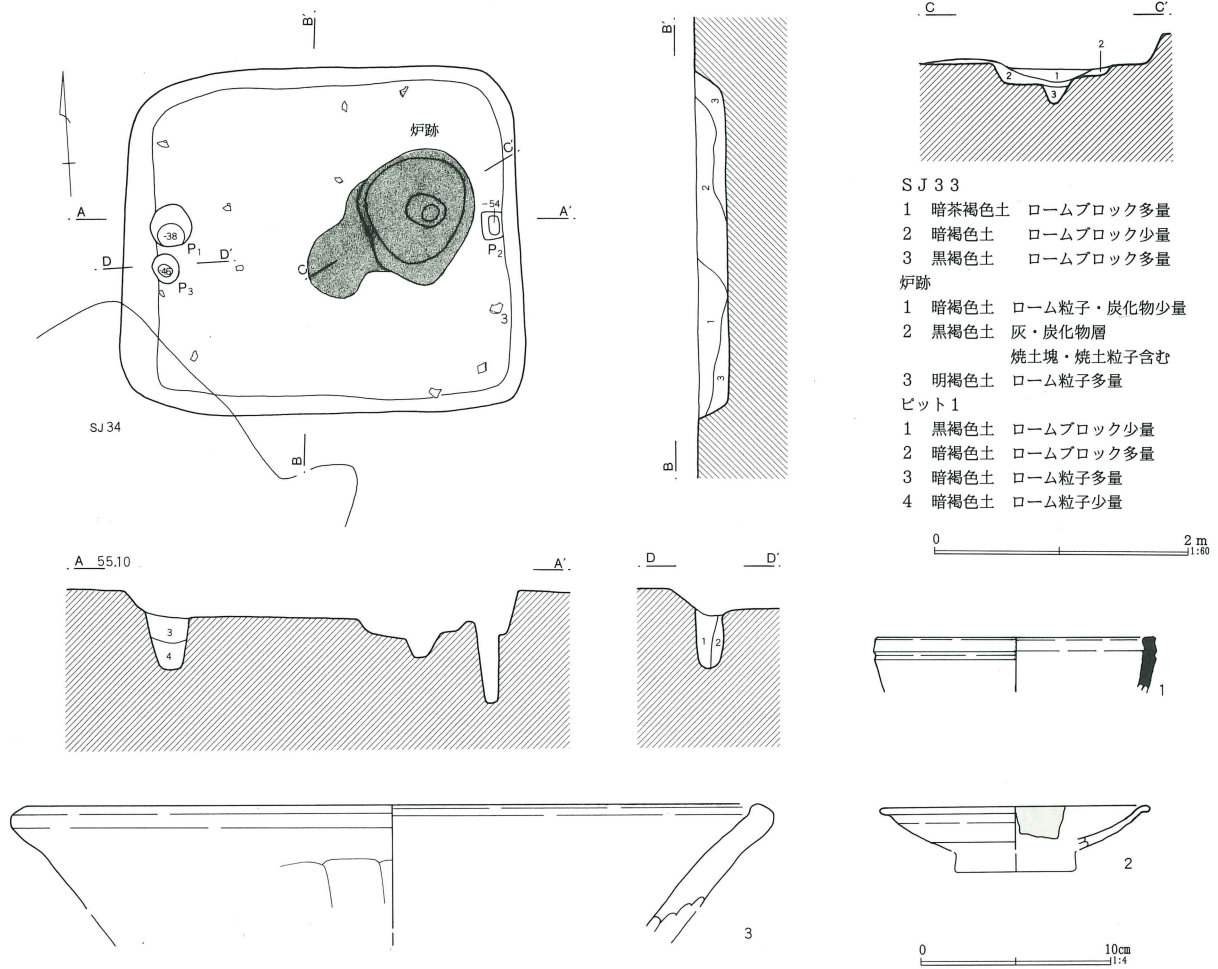 B′
炉跡
C′
A
-38
P₁
-54
P₂
A′
D
D′
-46
P₃
C
3
SJ 34
B
B′
3
2
1
3
B
C
C′
2
2
1
3
SJ33
1 暗茶褐色土 ロームブロック多量
2 暗褐色土 ロームブロック少量
3 黒褐色土 ロームブロック多量
炉跡
1 暗褐色土 ローム粒子・炭化物少量
2 黒褐色土 灰・炭化物層
焼土塊・焼土粒子含む
3 明褐色土 ローム粒子多量
ピット1
1 黒褐色土 ロームブロック少量
2 暗褐色土 ロームブロック多量
3 暗褐色土 ローム粒子多量
4 暗褐色土 ローム粒子少量
0 2m
1:60
A 55.10
A′
3
4
D
D′
1 2
1
2
3
0 10cm
1:4